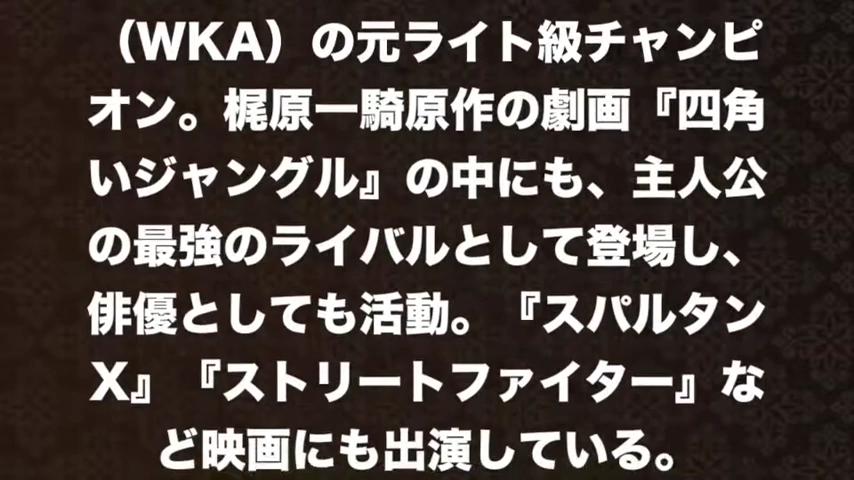 （WKA）の元ライト級チャンピ
オン。梶原一騎原作の劇画『四角
いジャングル』の中にも、主人公
の最強のライバルとして登場し、
俳優としても活動。『スパルタン
X』『ストリートファイター』な
ど映画にも出演している。